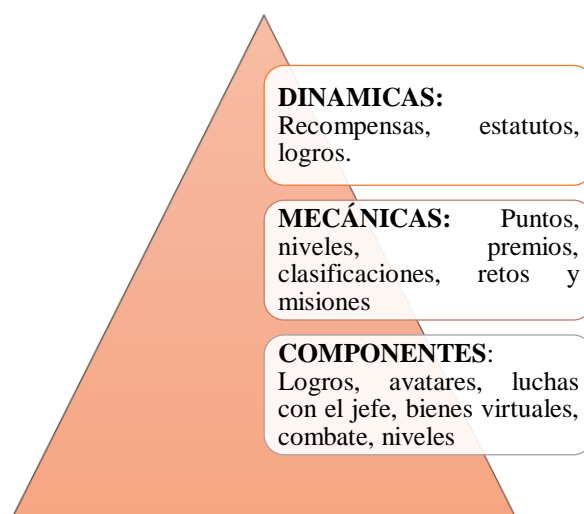 DINAMICAS:
Recompensas, estatutos,
logros.
MECÁNICAS: Puntos,
niveles, premios,
clasificaciones, retos y
misiones
COMPONENTES:
Logros, avatares, luchas
con el jefe, bienes virtuales,
combate, niveles